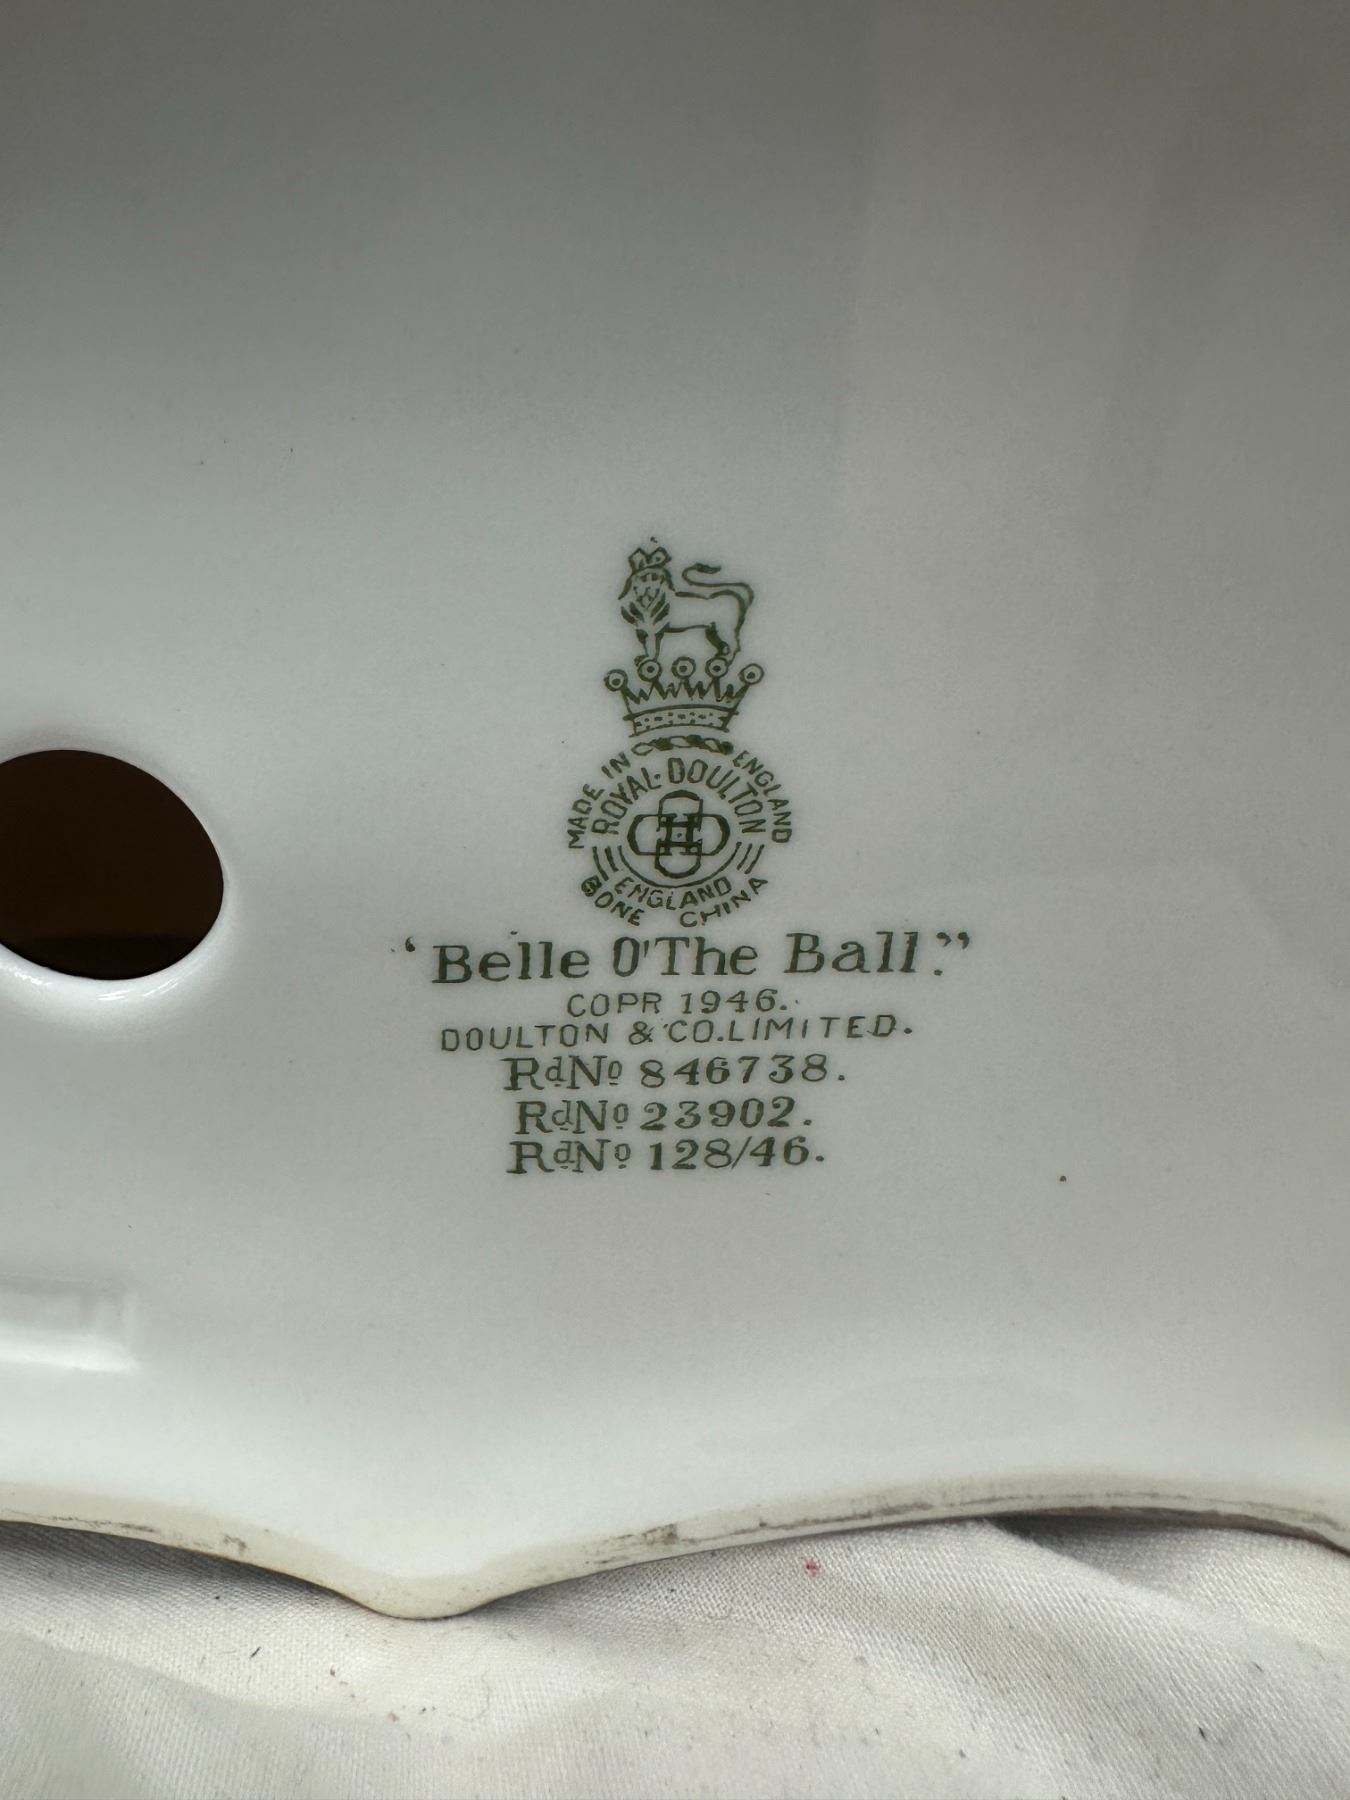 MADE IN ENGLAND
ROYAL·DOULTON
ENGLAND
BONE CHINA
‘Belle O'The Ball.”
COPR 1946.
DOULTON & CO. LIMITED.
RdNo 846738.
RdNo 23902.
RdNo 128/46.